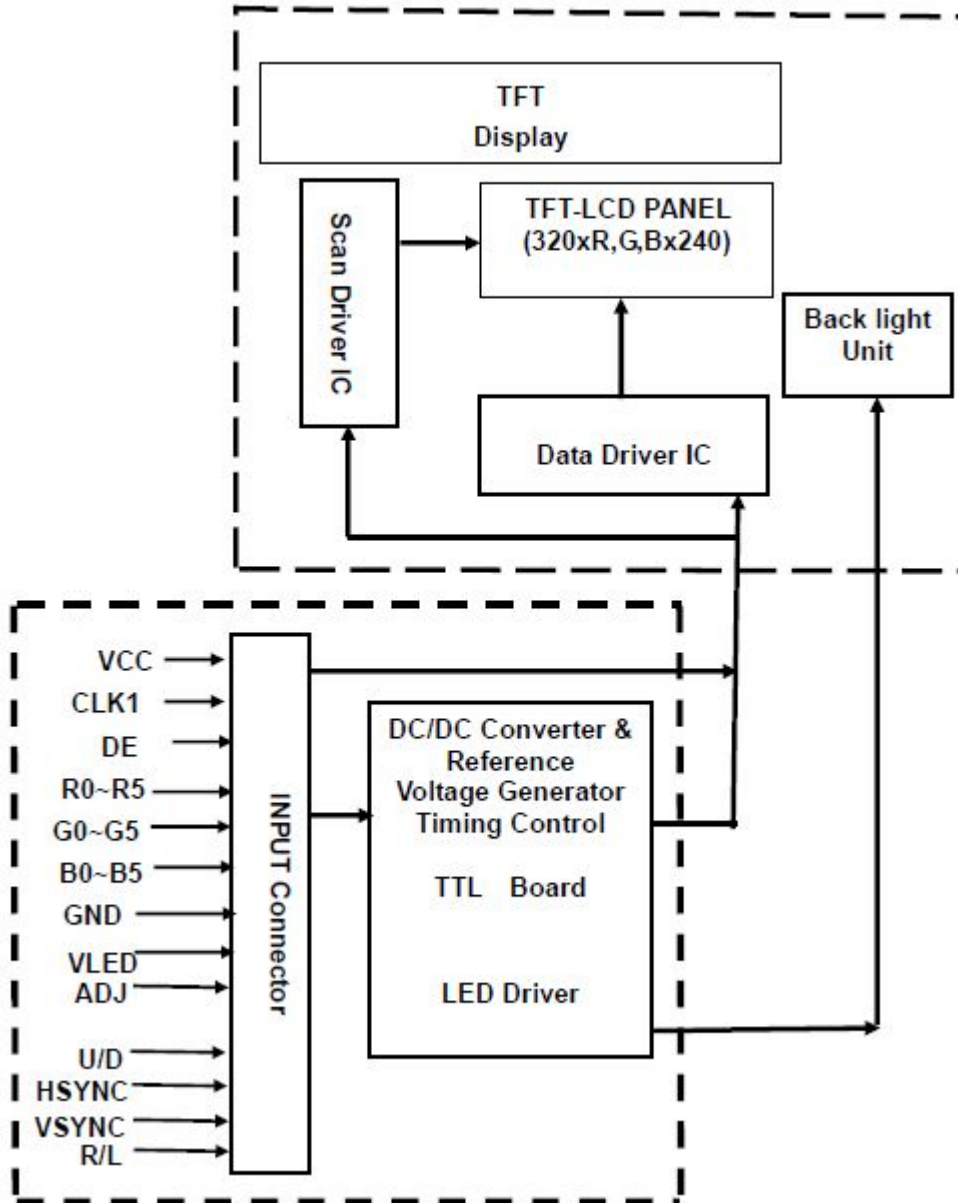 TFT
Display
Scan Driver IC
TFT-LCD PANEL
(320xR,G,Bx240)
Back light
Unit
Data Driver IC
VCC
CLK1
DE
R0~R5
G0~G5
B0~B5
GND
VLED
ADJ
U/D
HSYNC
VSYNC
R/L
INPUT Connector
DC/DC Converter &
Reference
Voltage Generator
Timing Control
TTL Board
LED Driver